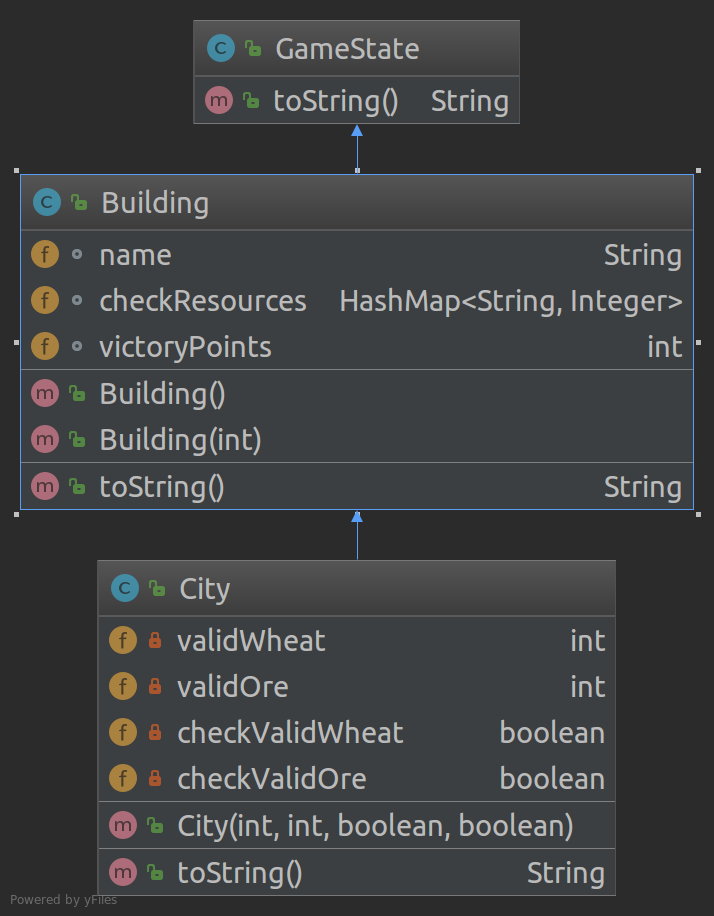 C GameState
m toString() String
C Building
f name String
f checkResources HashMap<String, Integer>
f victoryPoints int
m Building()
m Building(int)
m toString() String
C City
f validWheat int
f validOre int
f checkValidWheat boolean
f checkValidOre boolean
m City(int, int, boolean, boolean)
m toString() String
Powered by yFiles